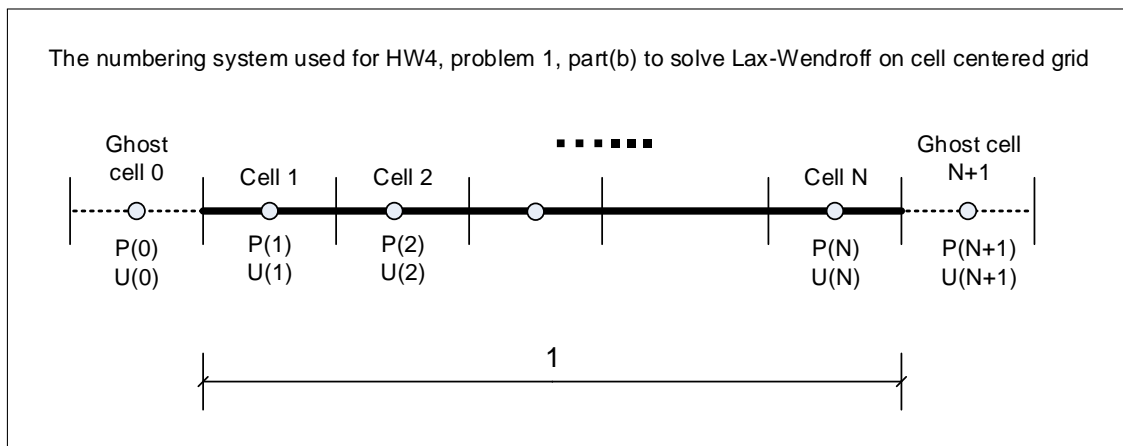 The numbering system used for HW4, problem 1, part(b) to solve Lax-Wendroff on cell centered grid
Ghost
cell 0
Cell 1
Cell 2
Cell N
Ghost cell
N+1
P(0)
U(0)
P(1)
U(1)
P(2)
U(2)
P(N)
U(N)
P(N+1)
U(N+1)
1